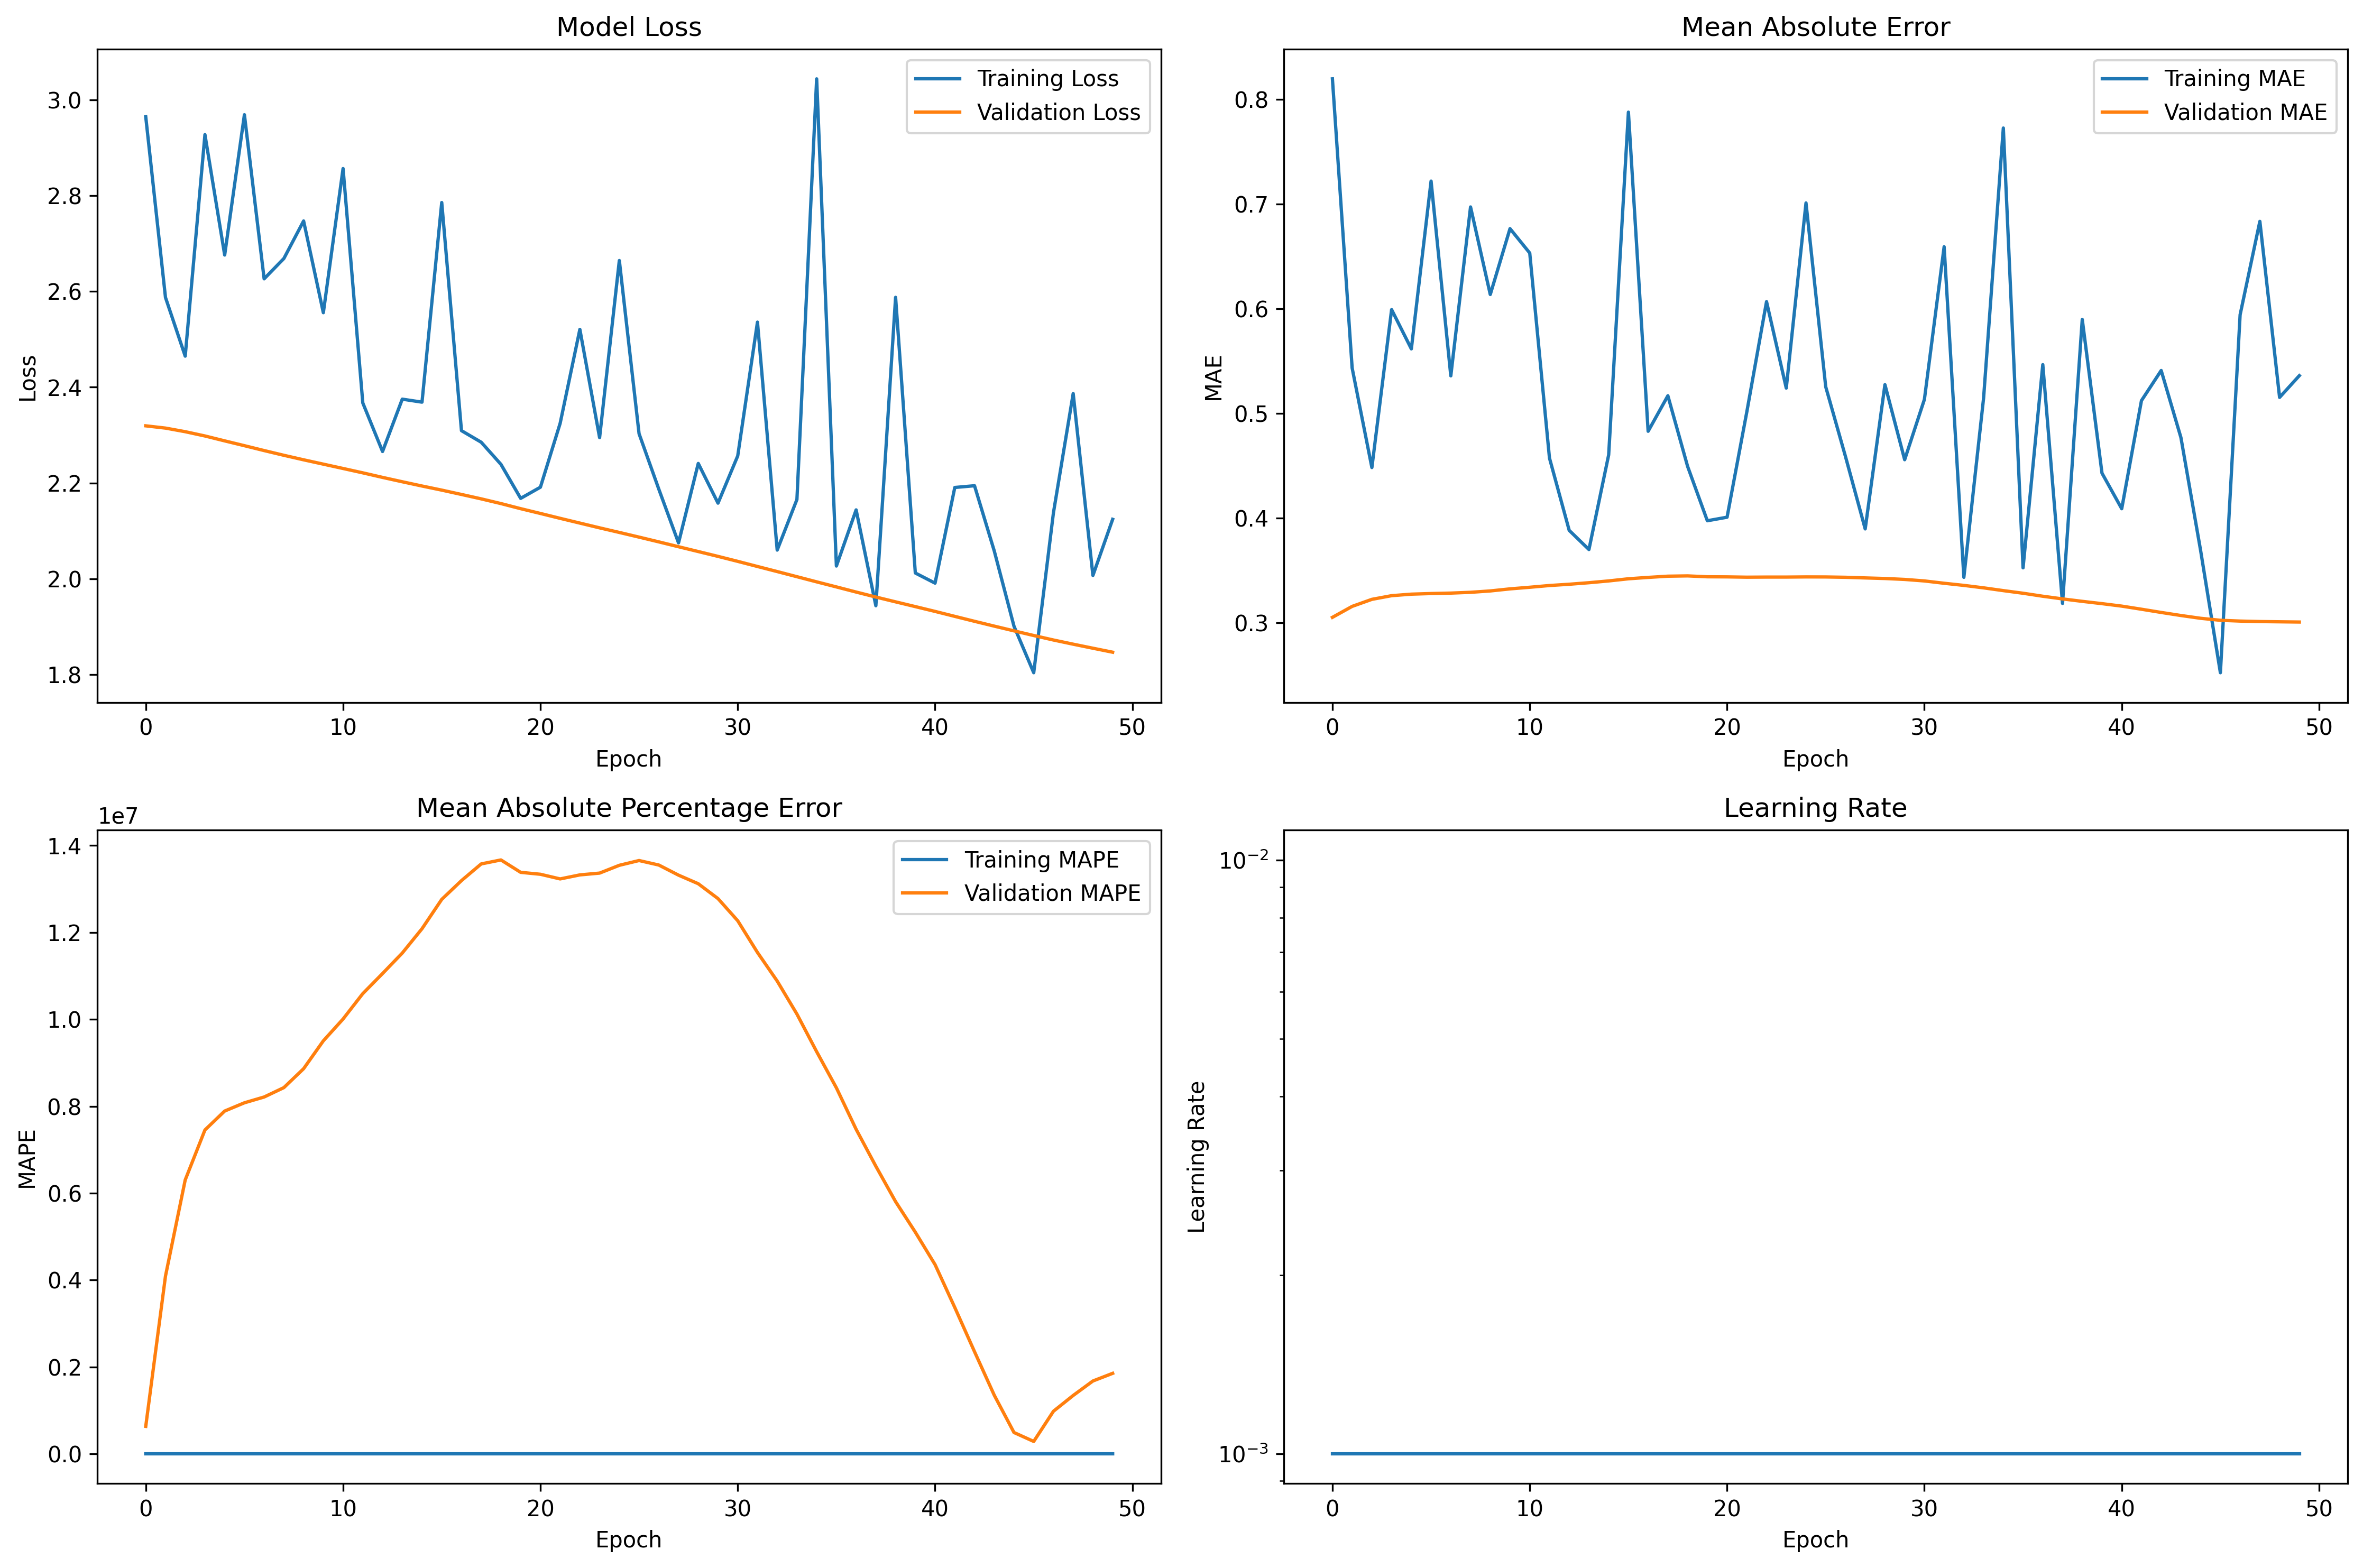 Model Loss
Loss
3.0
2.8
2.6
2.4
2.2
2.0
1.8
Training Loss
Validation Loss
0 10 20 30 40 50
Epoch
Mean Absolute Error
MAE
0.8
0.7
0.6
0.5
0.4
0.3
Training MAE
Validation MAE
0 10 20 30 40 50
Epoch
Mean Absolute Percentage Error
1e7
MAPE
1.4
1.2
1.0
0.8
0.6
0.4
0.2
0.0
Training MAPE
Validation MAPE
0 10 20 30 40 50
Epoch
Learning Rate
Learning Rate
10⁻²
10⁻³
0 10 20 30 40 50
Epoch